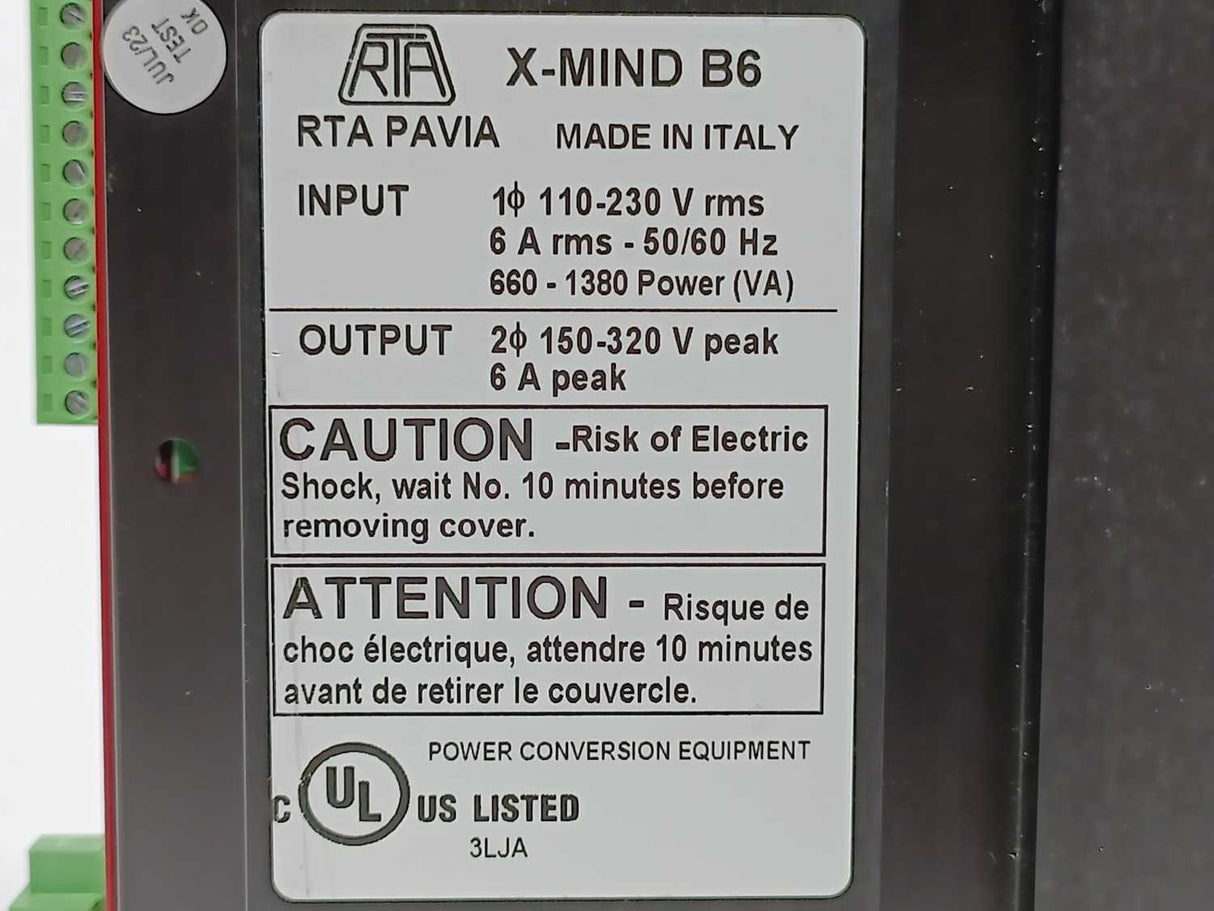 JUL/23
TEST
OK
RTA
X-MIND B6
RTA PAVIA MADE IN ITALY
INPUT 1ϕ 110-230 V rms
6 A rms - 50/60 Hz
660 - 1380 Power (VA)
OUTPUT 2ϕ 150-320 V peak
6 A peak
CAUTION -Risk of Electric
Shock, wait No. 10 minutes before
removing cover.
ATTENTION - Risque de
choc électrique, attendre 10 minutes
avant de retirer le couvercle.
POWER CONVERSION EQUIPMENT
C UL US LISTED
3LJA